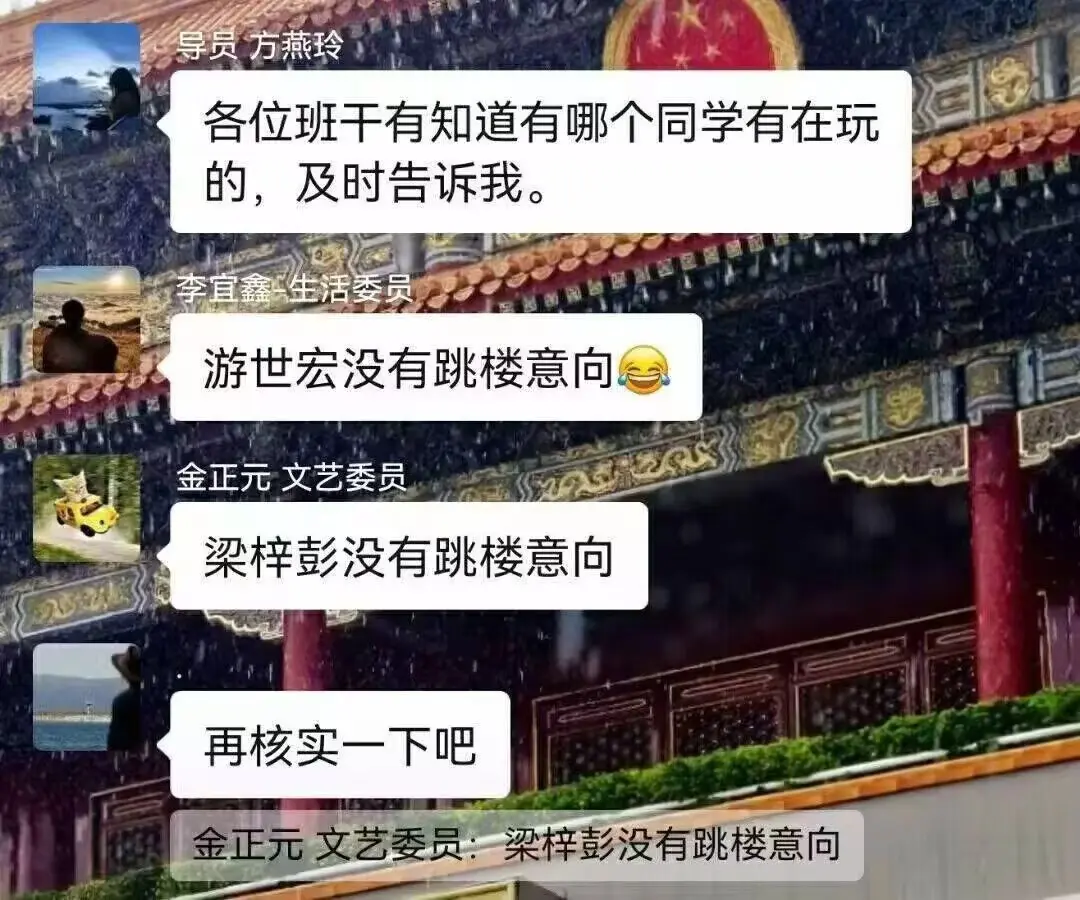 导员 方燕玲
各位班干有知道有哪个同学有在玩
的，及时告诉我。
李宜鑫-生活委员
游世宏没有跳楼意向😂
金正元 文艺委员
梁梓彭没有跳楼意向
.
再核实一下吧
金正元 文艺委员：梁梓彭没有跳楼意向